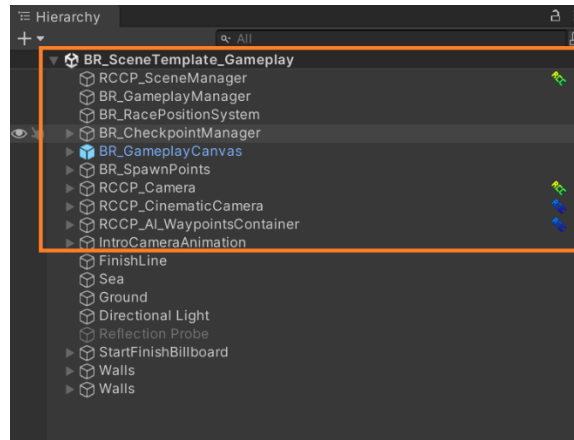 Hierarchy
All
BR_SceneTemplate_Gameplay
RCCP_SceneManager
BR_GameplayManager
BR_RacePositionSystem
BR_CheckpointManager
BR_GameplayCanvas
BR_SpawnPoints
RCCP_Camera
RCCP_CinematicCamera
RCCP_AI_WaypointsContainer
IntroCameraAnimation
FinishLine
Sea
Ground
Directional Light
Reflection Probe
StartFinishBillboard
Walls
Walls